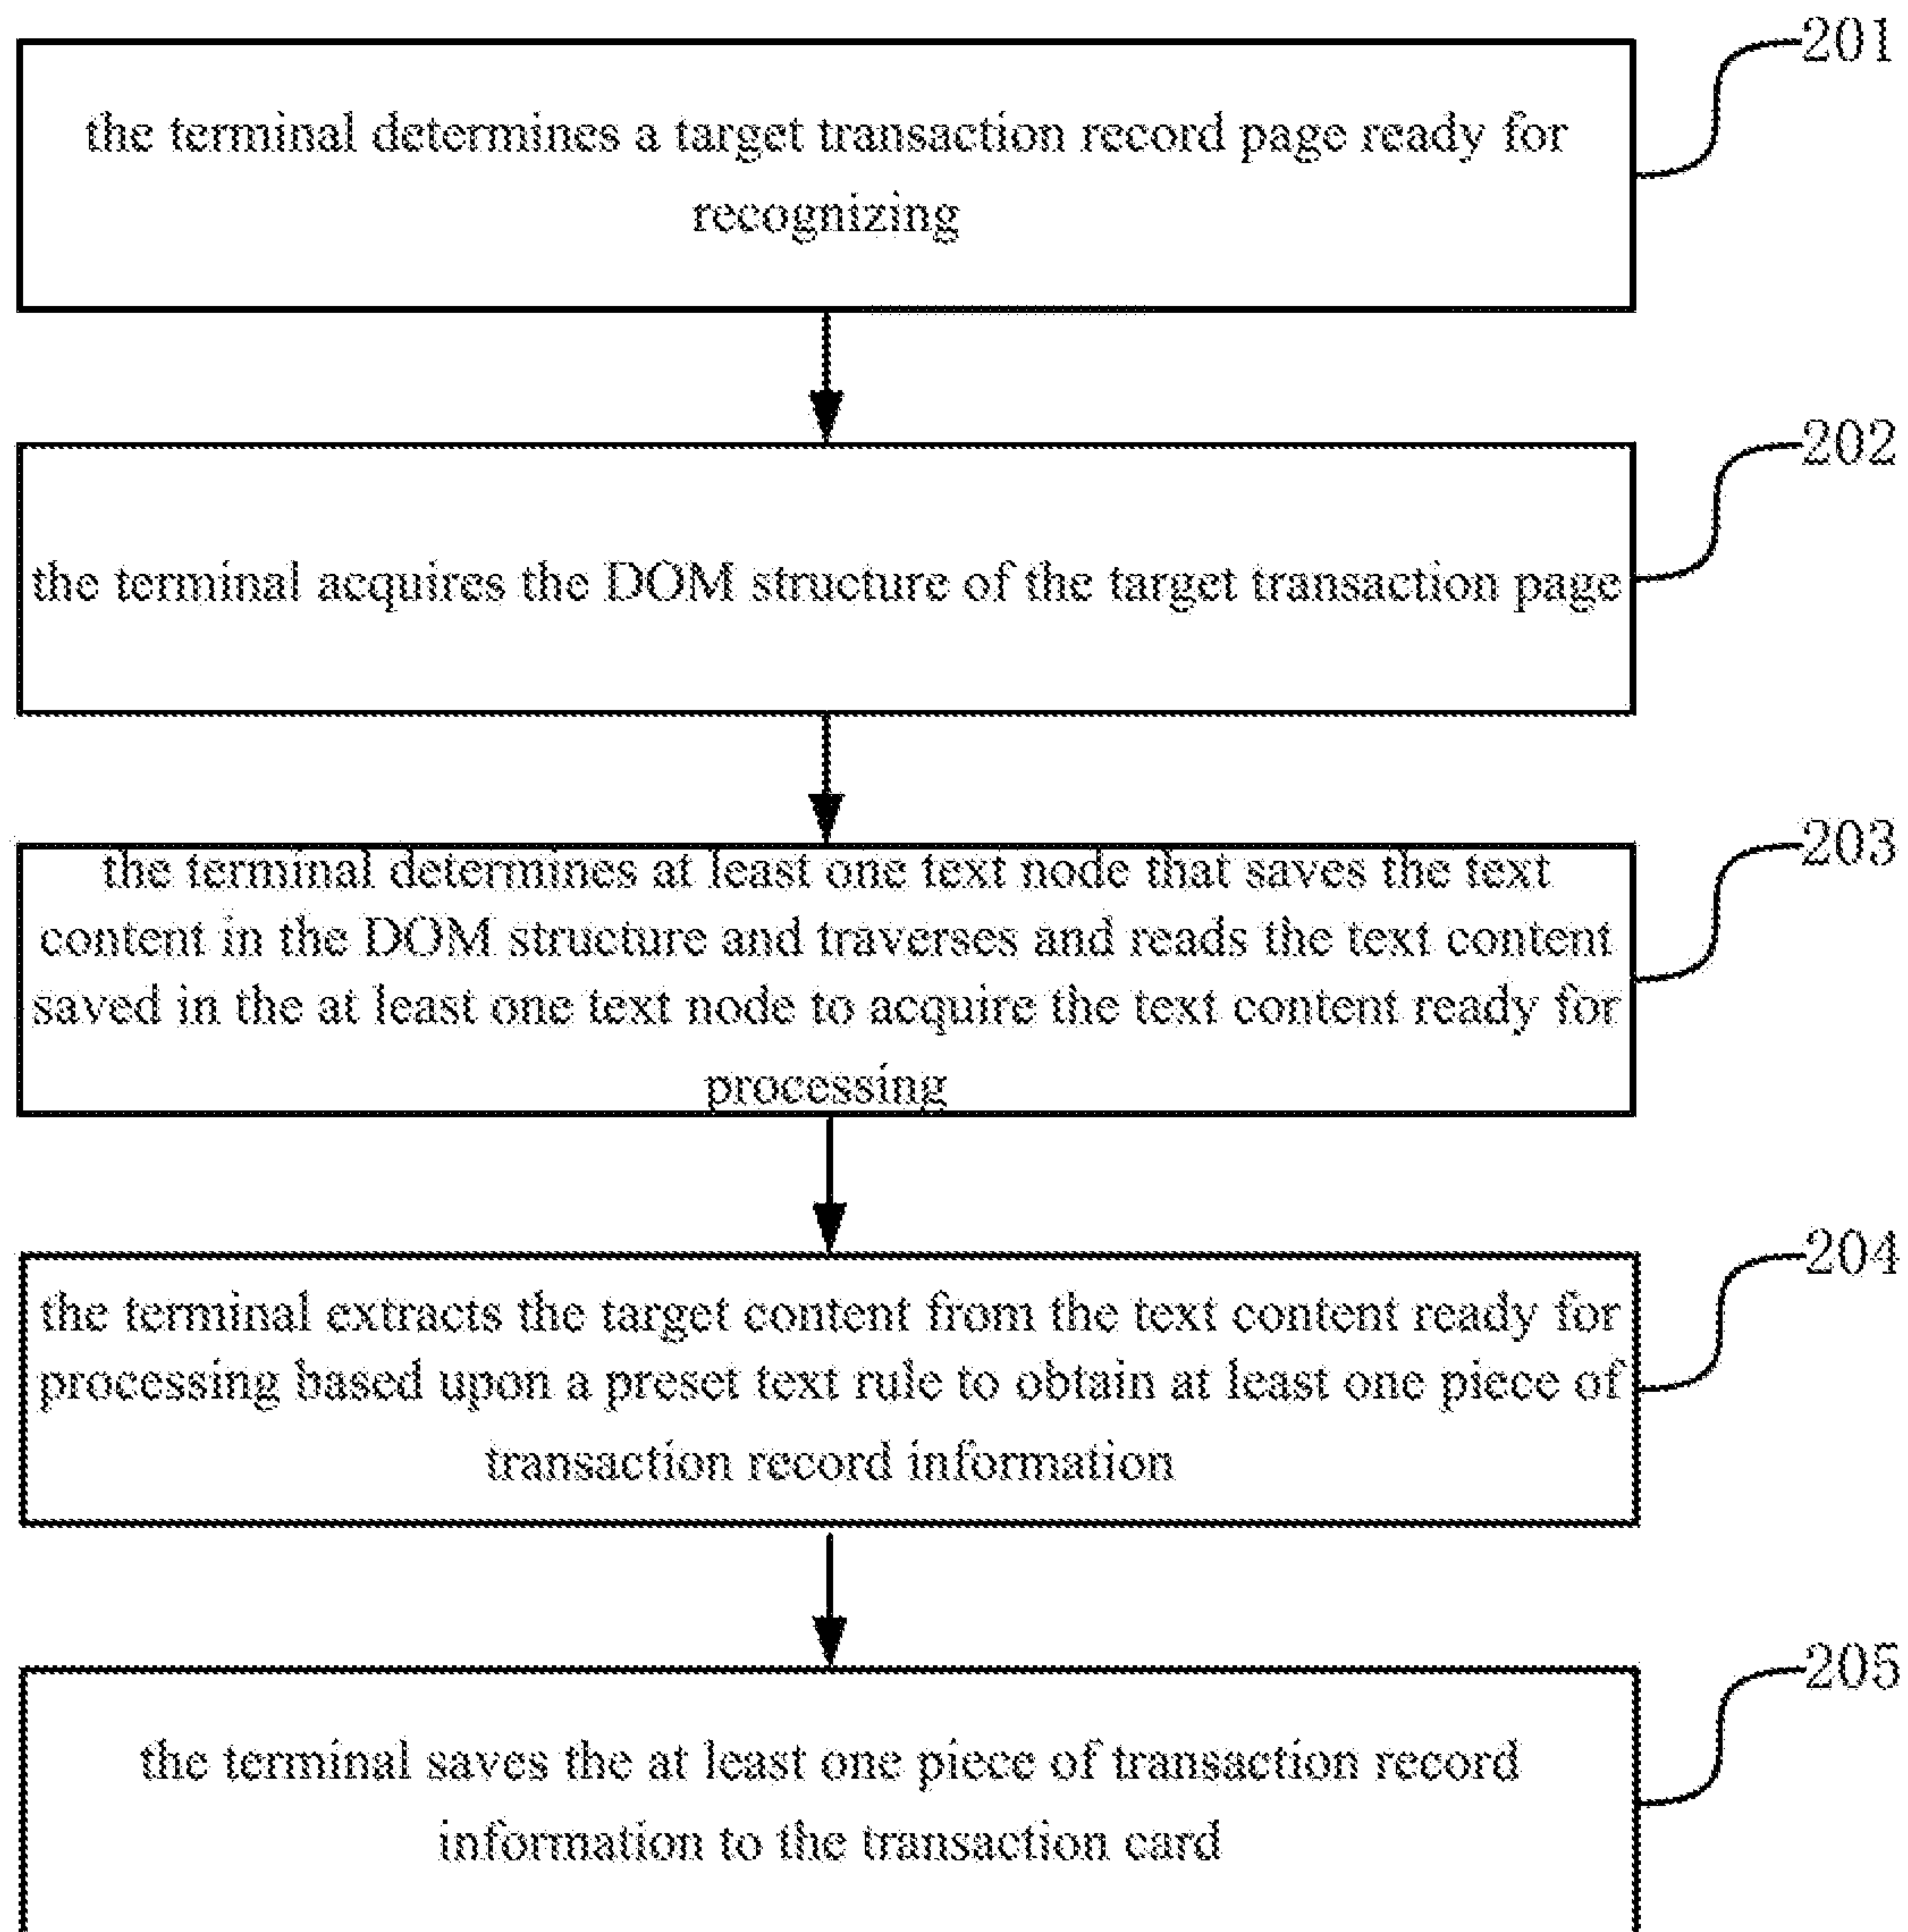 201
the terminal determines a target transaction record page ready for
recognizing
202
the terminal acquires the DOM structure of the target transaction page
203
the terminal determines at least one text node that saves the text
content in the DOM structure and traverses and reads the text content
saved in the at least one text node to acquire the text content ready for
processing
204
the terminal extracts the target content from the text content ready for
processing based upon a preset text rule to obtain at least one piece of
transaction record information
205
the terminal saves the at least one piece of transaction record
information to the transaction card